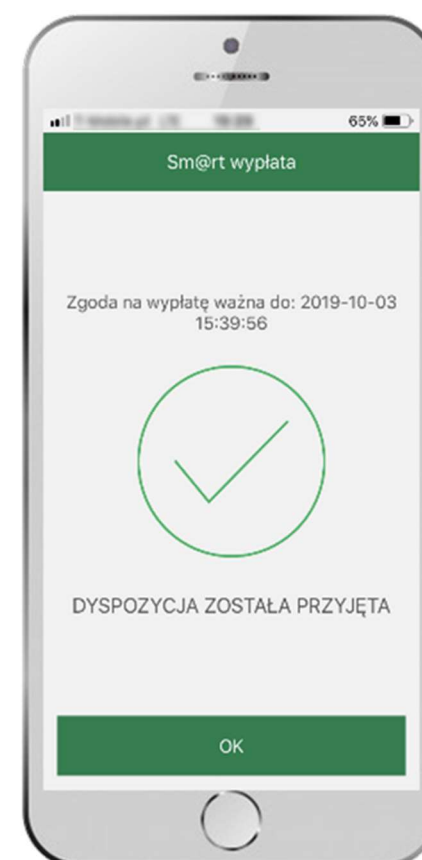 65%
Sm@rt wypłata
Zgoda na wypłatę ważna do: 2019-10-03
15:39:56
DYSPOZYCJA ZOSTAŁA PRZYJĘTA
OK